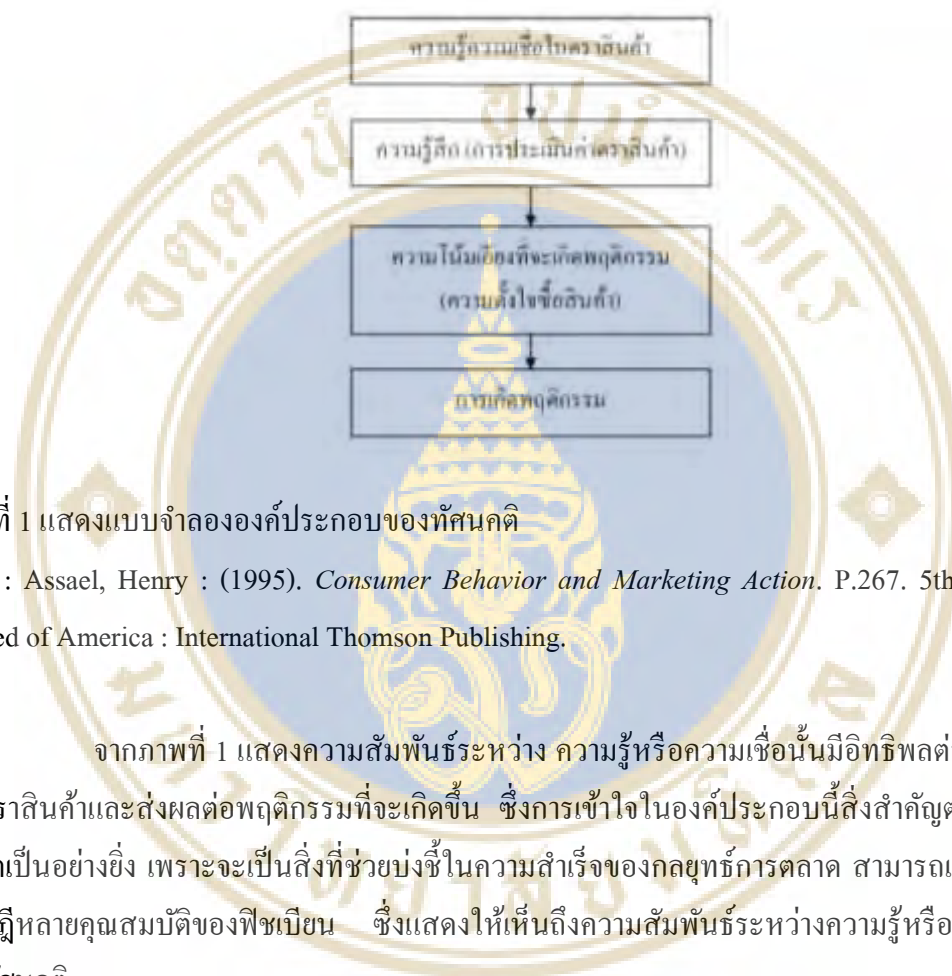 ความรู้ความเชื่อในตราสินค้า
ความรู้สึก (การประเมินค่าตราสินค้า)
ความโน้มเอียงที่จะเกิดพฤติกรรม
(ความตั้งใจซื้อสินค้า)
การเกิดพฤติกรรม
ที่ 1 แสดงแบบจำลององค์ประกอบของทัศนคติ
: Assael, Henry : (1995). Consumer Behavior and Marketing Action. P.267. 5th
ed of America : International Thomson Publishing.
จากภาพที่ 1 แสดงความสัมพันธ์ระหว่าง ความรู้หรือความเชื่อนั้นมีอิทธิพลต่
ราสินค้าและส่งผลต่อพฤติกรรมที่จะเกิดขึ้น ซึ่งการเข้าใจในองค์ประกอบนี้สิ่งสำคัญต
เป็นอย่างยิ่ง เพราะจะเป็นสิ่งที่ช่วยบ่งชี้ในความสำเร็จของกลยุทธ์การตลาด สามารถเ
ฎีหลายคุณสมบัติของฟิชเบียน ซึ่งแสดงให้เห็นถึงความสัมพันธ์ระหว่างความรู้หรือ